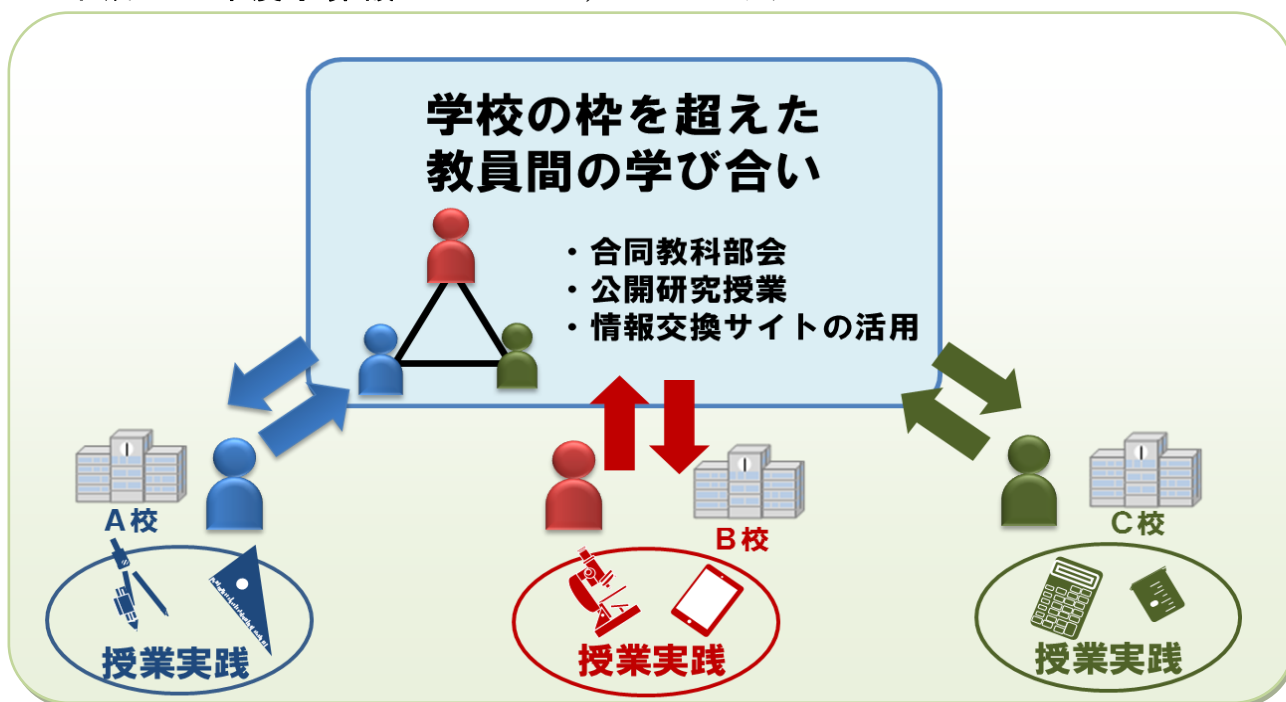 学校の枠を超えた
教員間の学び合い
・合同教科部会
・公開研究授業
・情報交換サイトの活用
A校
B校
C校
授業実践
授業実践
授業実践